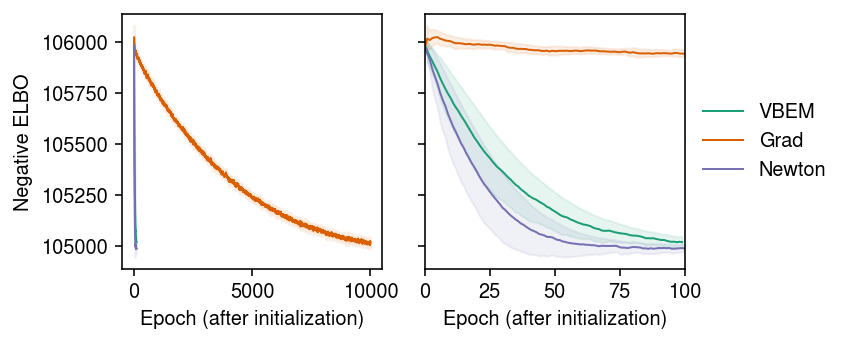 Negative ELBO
106000
105750
105500
105250
105000
0 5000 10000
Epoch (after initialization)
0 25 50 75 100
Epoch (after initialization)
VBEM
Grad
Newton